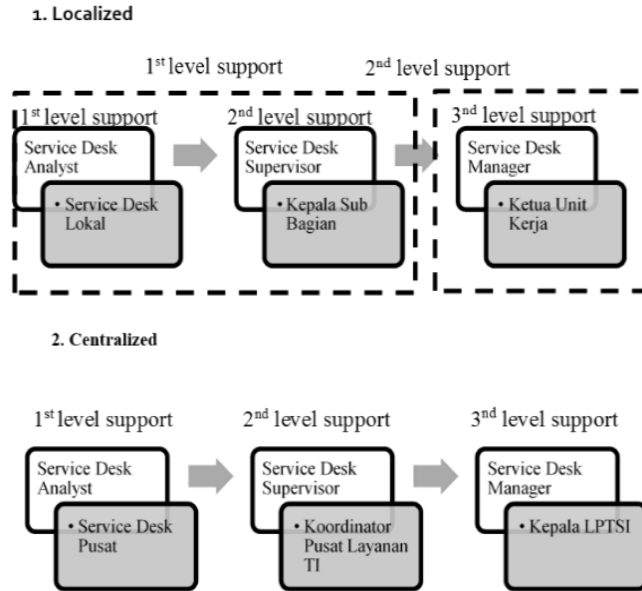 1. Localized
1st level support
2nd level support
1st level support
2nd level support
3nd level support
Service Desk
Analyst
• Service Desk
Lokal
Service Desk
Supervisor
• Kepala Sub
Bagian
Service Desk
Manager
• Ketua Unit
Kerja
2. Centralized
1st level support
2nd level support
3nd level support
Service Desk
Analyst
• Service Desk
Pusat
Service Desk
Supervisor
• Koordinator
Pusat Layanan
TI
Service Desk
Manager
• Kepala LPTSI